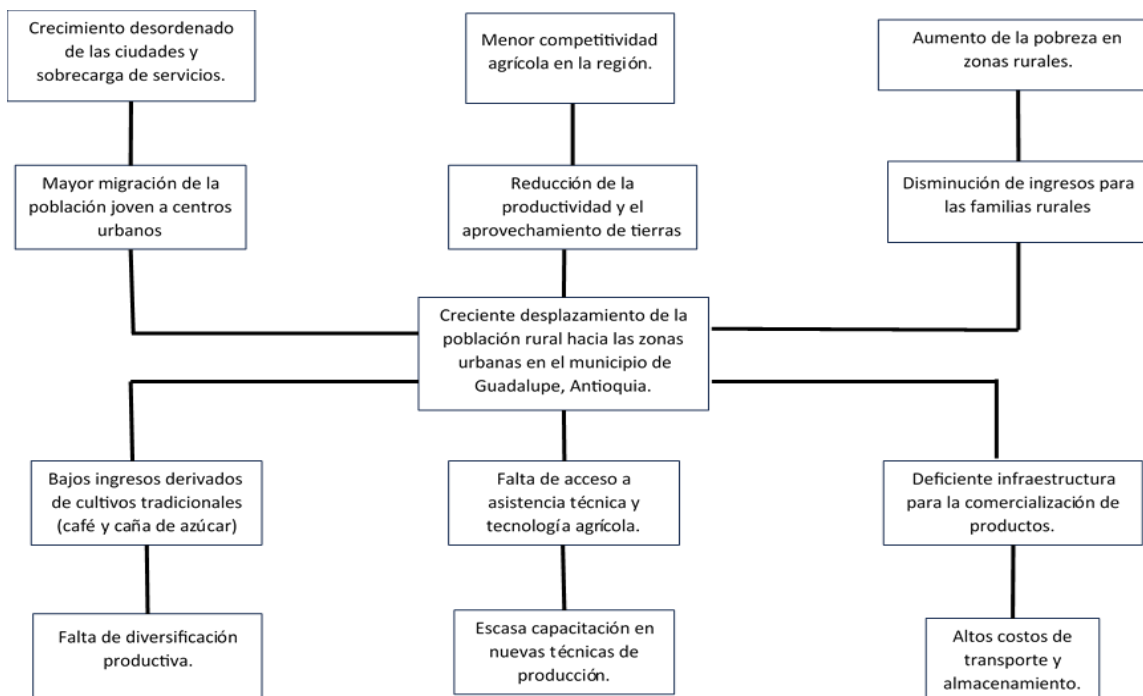 Crecimiento desordenado
de las ciudades y
sobrecarga de servicios.
Menor competitividad
agrícola en la región.
Aumento de la pobreza en
zonas rurales.
Mayor migración de la
población joven a centros
urbanos
Reducción de la
productividad y el
aprovechamiento de tierras
Disminución de ingresos para
las familias rurales
Creciente desplazamiento de la
población rural hacia las zonas
urbanas en el municipio de
Guadalupe, Antioquia.
Bajos ingresos derivados
de cultivos tradicionales
(café y caña de azúcar)
Falta de acceso a
asistencia técnica y
tecnología agrícola.
Deficiente infraestructura
para la comercialización de
productos.
Falta de diversificación
productiva.
Escasa capacitación en
nuevas técnicas de
producción.
Altos costos de
transporte y
almacenamiento.